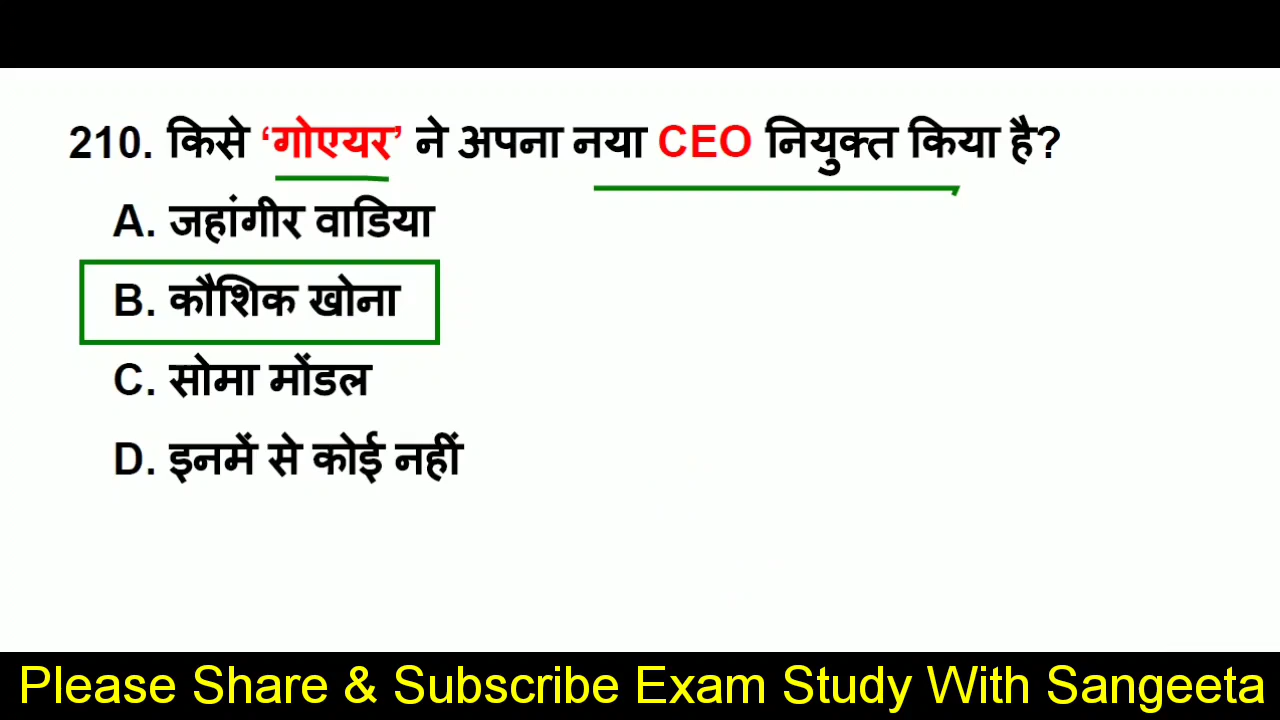 210. किसे ‘गोएयर’ ने अपना नया CEO नियुक्त किया है?
A. जहांगीर वाडिया
B. कौशिक खोना
C. सोमा मोंडल
D. इनमें से कोई नहीं
Please Share & Subscribe Exam Study With Sangeeta